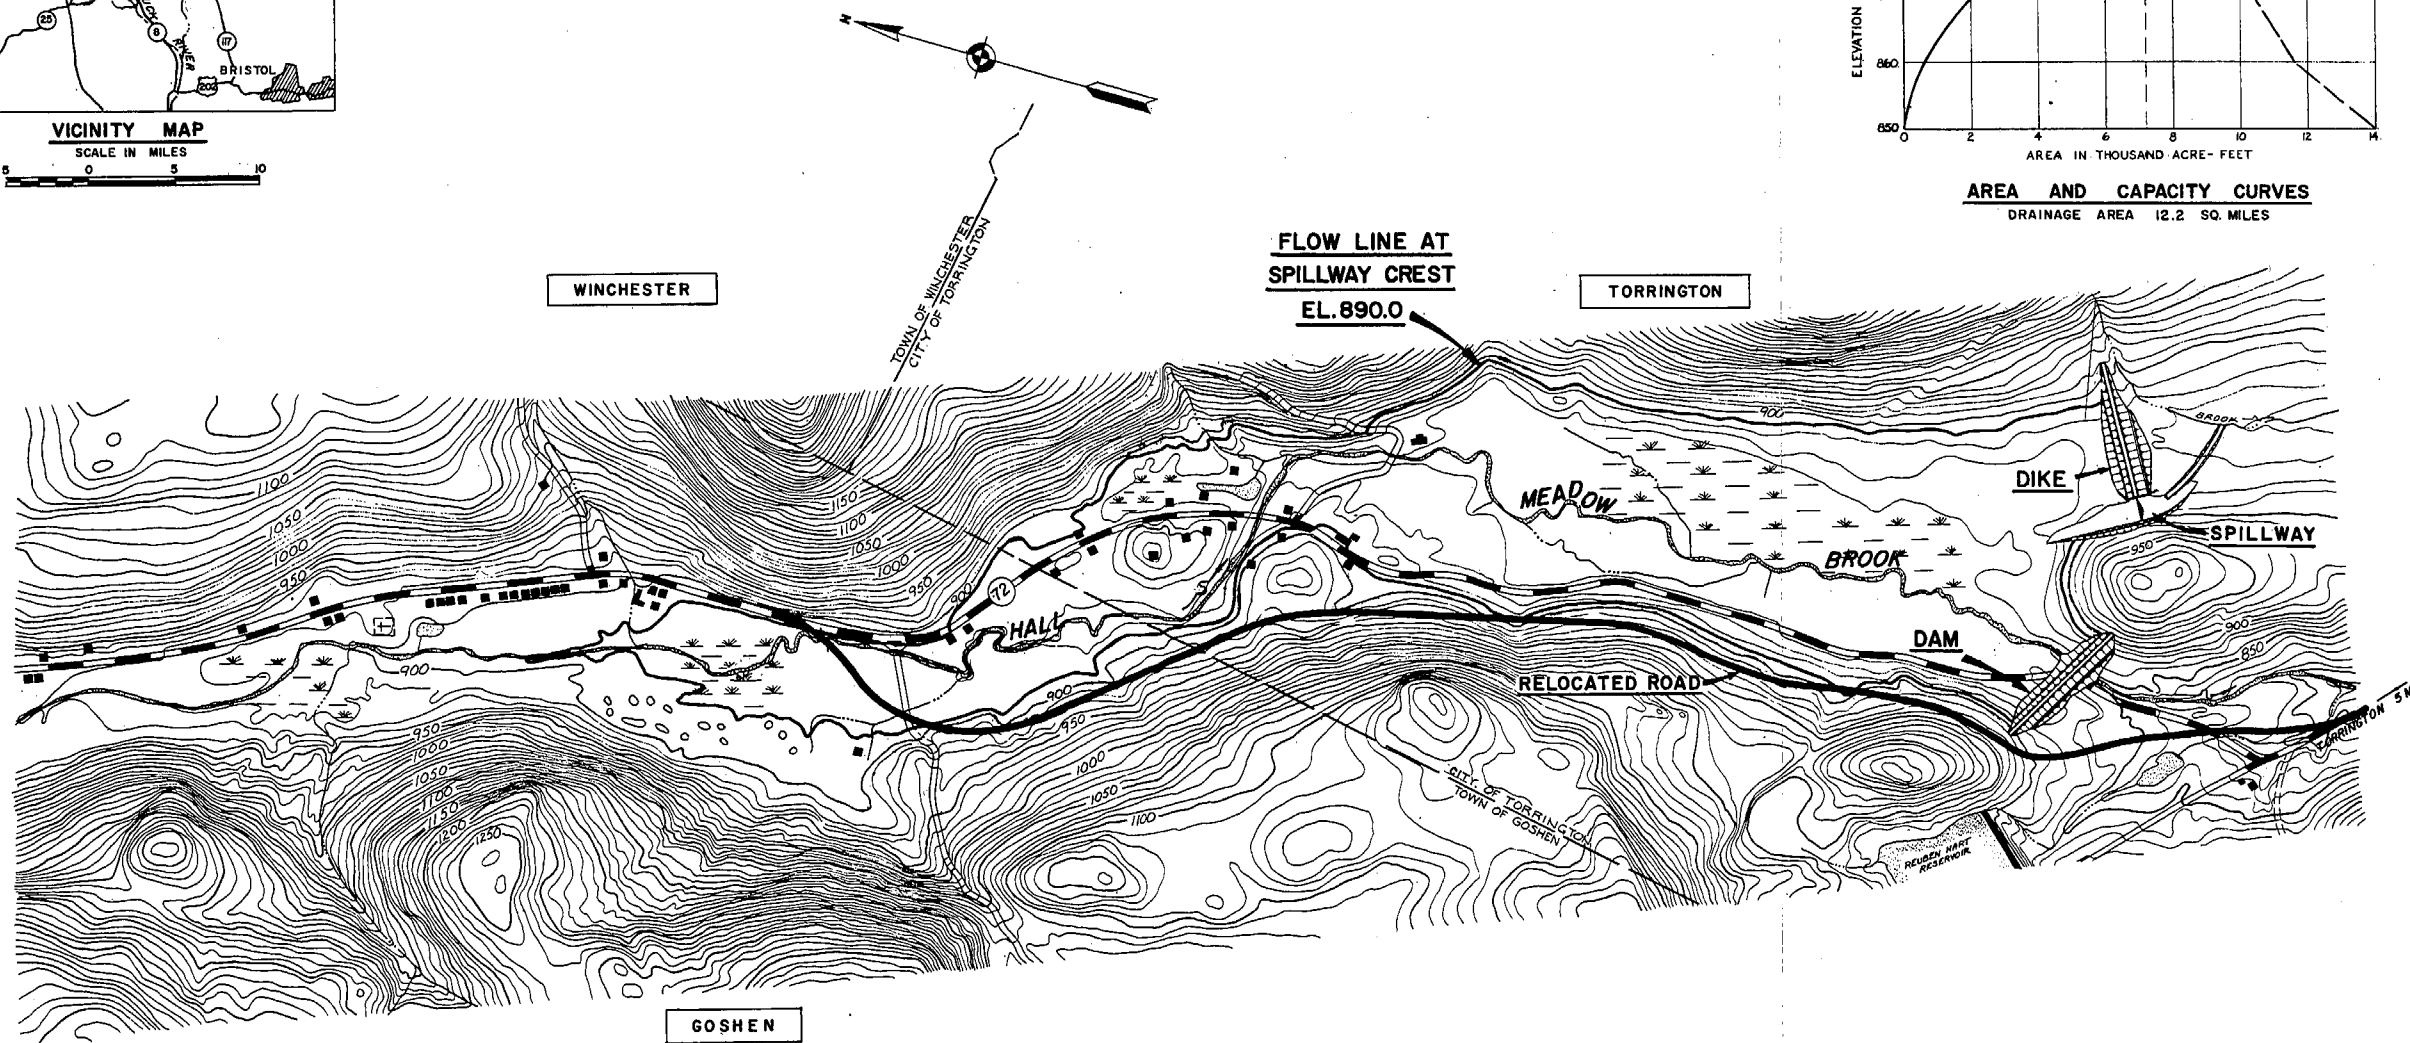 25
8
RIVER
117
BRISTOL
202
VICINITY MAP
SCALE IN MILES
5 0 5 10
N
ELEVATION
860
850
0 2 4 6 8 10 12 14
AREA IN THOUSAND ACRE-FEET
AREA AND CAPACITY CURVES
DRAINAGE AREA 12.2 SQ. MILES
WINCHESTER
TOWN OF WINCHESTER
CITY OF TORRINGTON
FLOW LINE AT
SPILLWAY CREST
EL. 890.0
TORRINGTON
900
BROOK
DIKE
SPILLWAY
MEADOW
BROOK
HALL
S
72
DAM
RELOCATED ROAD
1100
1050
1000
950
1150
1100
1050
1000
950
900
950
900
850
900
950
1000
1050
1100
1150
1200
1250
900
950
1000
1050
1100
CITY OF TORRINGTON
TOWN OF GOSHEN
REUBEN HART
RESERVOIR
TORRINGTON 5
GOSHEN